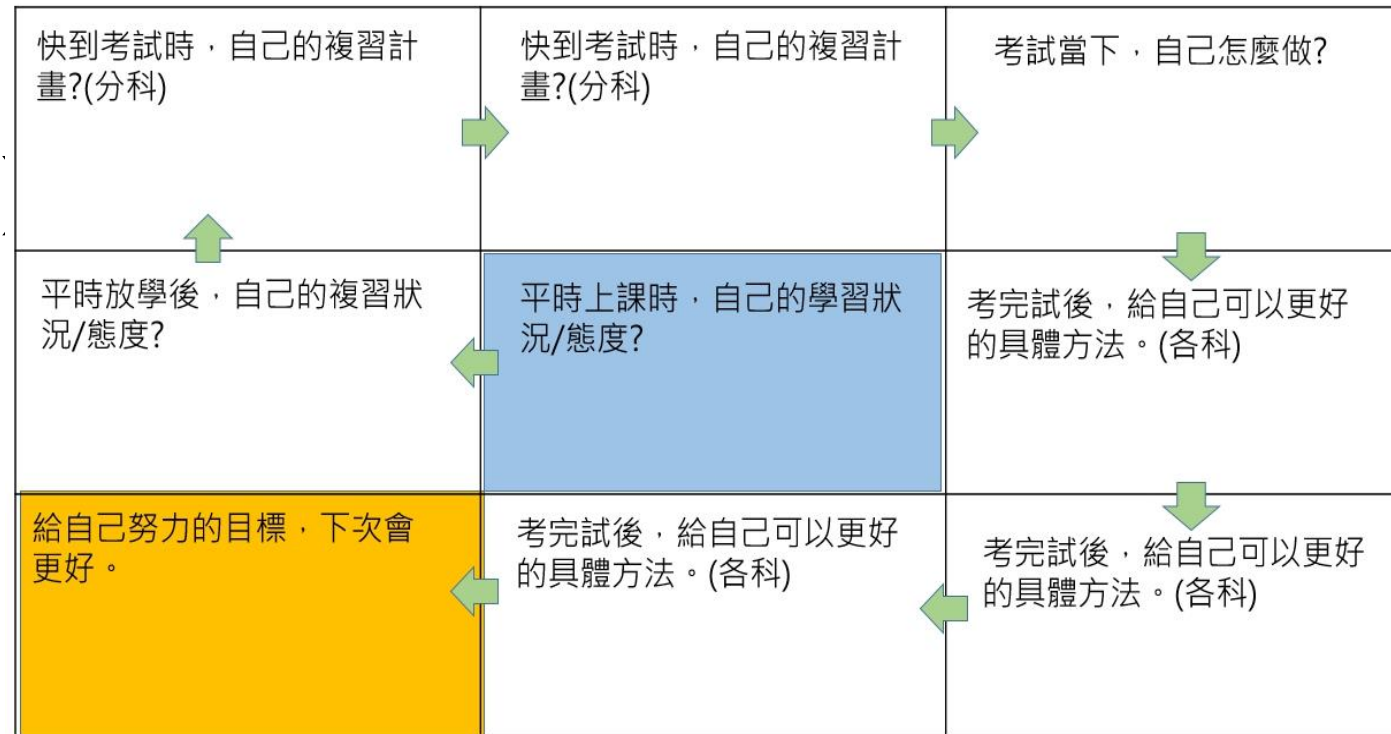 快到考試時，自己的複習計
畫?(分科)
快到考試時，自己的複習計
畫?(分科)
考試當下，自己怎麼做?
平時放學後，自己的複習狀
況/態度?
平時上課時，自己的學習狀
況/態度?
考完試後，給自己可以更好
的具體方法。(各科)
給自己努力的目標，下次會
更好。
考完試後，給自己可以更好
的具體方法。(各科)
考完試後，給自己可以更好
的具體方法。(各科)